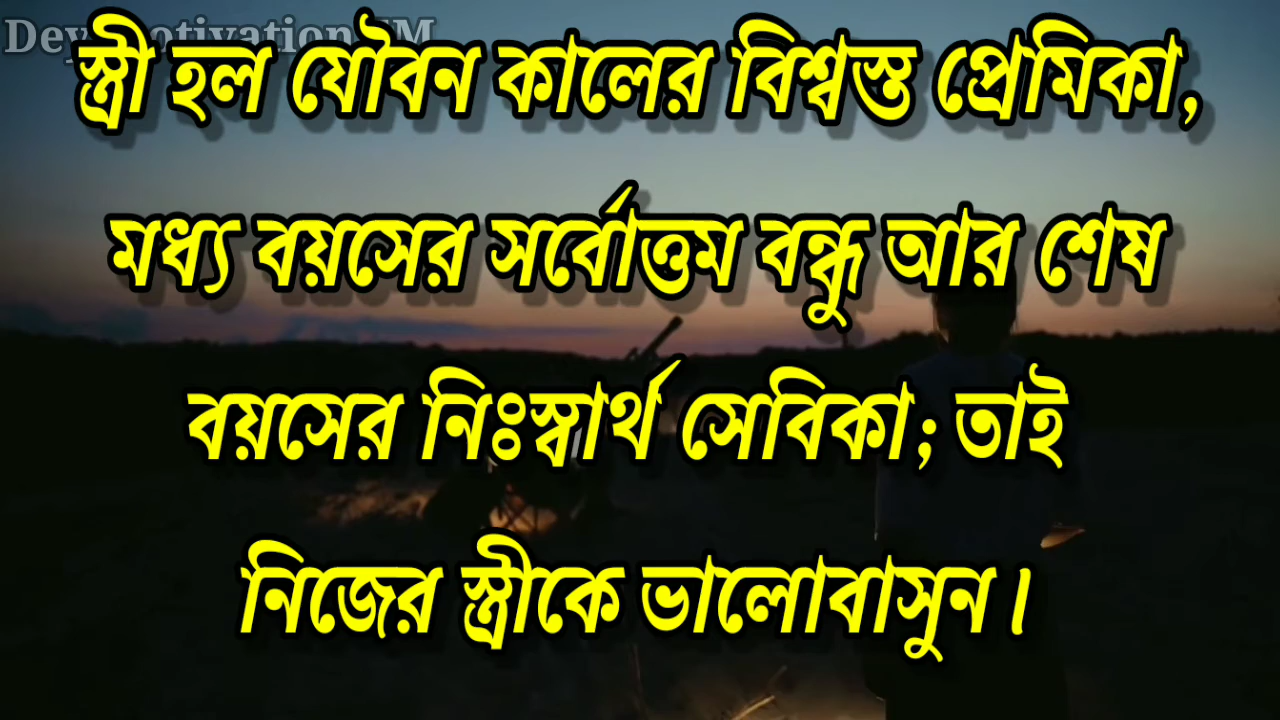 স্ত্রী হল যৌবন কালের বিশ্বস্ত প্রেমিকা,
মধ্য বয়সের সর্বোত্তম বন্ধু আর শেষ
বয়সের নিঃস্বার্থ সেবিকা; তাই
নিজের স্ত্রীকে ভালোবাসুন।